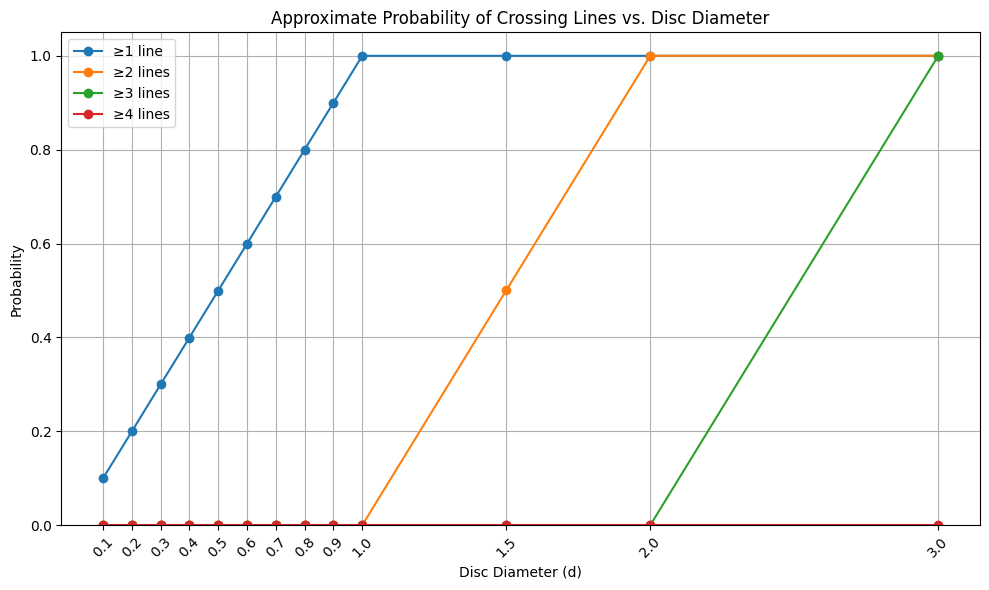 Approximate Probability of Crossing Lines vs. Disc Diameter
≥1 line
≥2 lines
≥3 lines
≥4 lines
Probability
1.0
0.8
0.6
0.4
0.2
0.0
0.1 0.2 0.3 0.4 0.5 0.6 0.7 0.8 0.9 1.0 1.5 2.0 3.0
Disc Diameter (d)